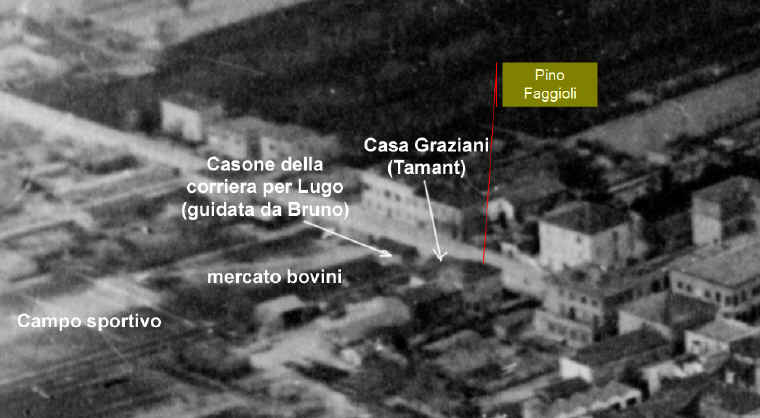 Pino
Faggioli
Casa Graziani
(Tamant)
Casone della
corriera per Lugo
(guidata da Bruno)
mercato bovini
Campo sportivo